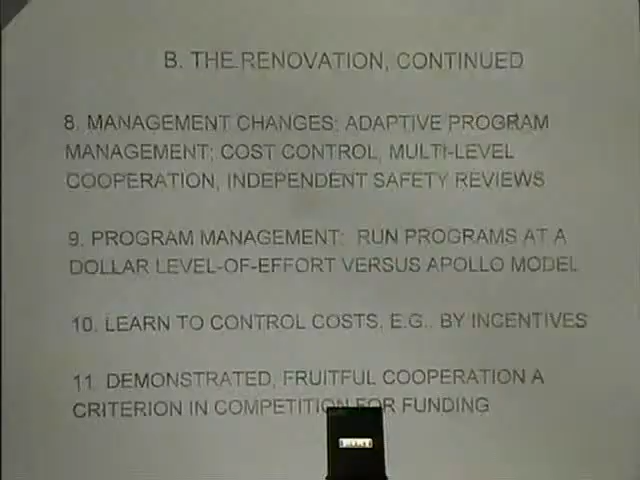 B. THE RENOVATION, CONTINUED
8. MANAGEMENT CHANGES: ADAPTIVE PROGRAM
MANAGEMENT; COST CONTROL, MULTI-LEVEL
COOPERATION, INDEPENDENT SAFETY REVIEWS
9. PROGRAM MANAGEMENT: RUN PROGRAMS AT A
DOLLAR LEVEL-OF-EFFORT VERSUS APOLLO MODEL
10. LEARN TO CONTROL COSTS, E.G., BY INCENTIVES
11. DEMONSTRATED, FRUITFUL COOPERATION A
CRITERION IN COMPETITION FOR FUNDING